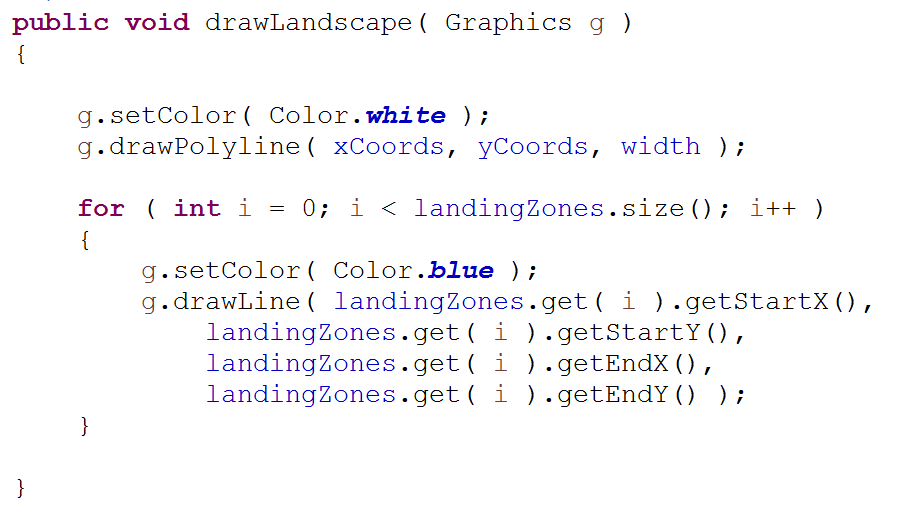 public void drawLandscape( Graphics g )
{
g.setColor( Color.white );
g.drawPolyline( xCoords, yCoords, width );
for ( int i = 0; i < landingZones.size(); i++ )
{
g.setColor( Color.blue );
g.drawLine( landingZones.get( i ).getStartX(),
landingZones.get( i ).getStartY(),
landingZones.get( i ).getEndX(),
landingZones.get( i ).getEndY() );
}
}